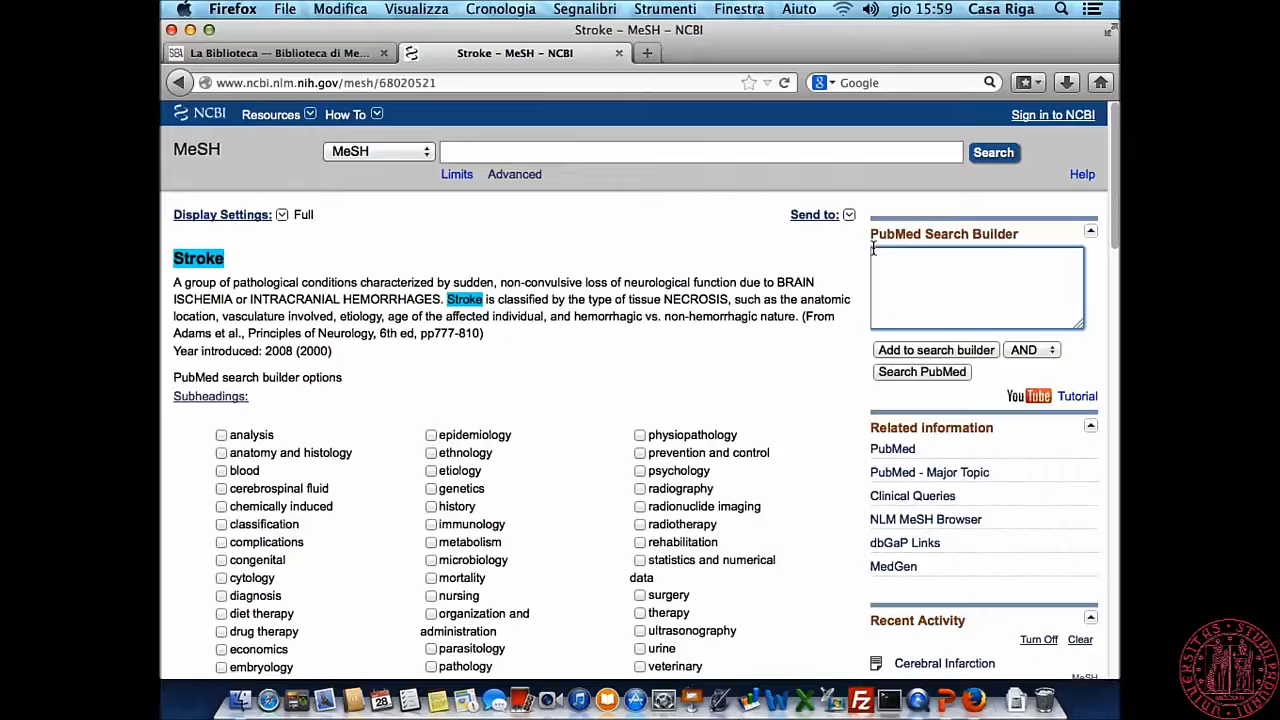 Firefox File Modifica Visualizza Cronologia Segnalibri Strumenti Finestra Aiuto gio 15:59 Casa Riga
Stroke – MeSH – NCBI
SBA La Biblioteca — Biblioteca di Me... Stroke – MeSH – NCBI
www.ncbi.nlm.nih.gov/mesh/68020521 Google
NCBI Resources How To Sign in to NCBI
MeSH MeSH Search
Limits Advanced Help
Display Settings: Full Send to:
PubMed Search Builder
Stroke
A group of pathological conditions characterized by sudden, non-convulsive loss of neurological function due to BRAIN
ISCHEMIA or INTRACRANIAL HEMORRHAGES. Stroke is classified by the type of tissue NECROSIS, such as the anatomic
location, vasculature involved, etiology, age of the affected individual, and hemorrhagic vs. non-hemorrhagic nature. (From
Adams et al., Principles of Neurology, 6th ed, pp777-810)
Year introduced: 2008 (2000)
PubMed search builder options
Subheadings:
analysis
anatomy and histology
blood
cerebrospinal fluid
chemically induced
classification
complications
congenital
cytology
diagnosis
diet therapy
drug therapy
economics
embryology
epidemiology
ethnology
etiology
genetics
history
immunology
metabolism
microbiology
mortality
nursing
organization and
administration
parasitology
pathology
physiopathology
prevention and control
psychology
radiography
radionuclide imaging
radiotherapy
rehabilitation
statistics and numerical
data
surgery
therapy
ultrasonography
urine
veterinary
Add to search builder AND
Search PubMed
YouTube Tutorial
Related information
PubMed
PubMed - Major Topic
Clinical Queries
NLM MeSH Browser
dbGaP Links
MedGen
Recent Activity
Turn Off Clear
Cerebral Infarction
MeSH